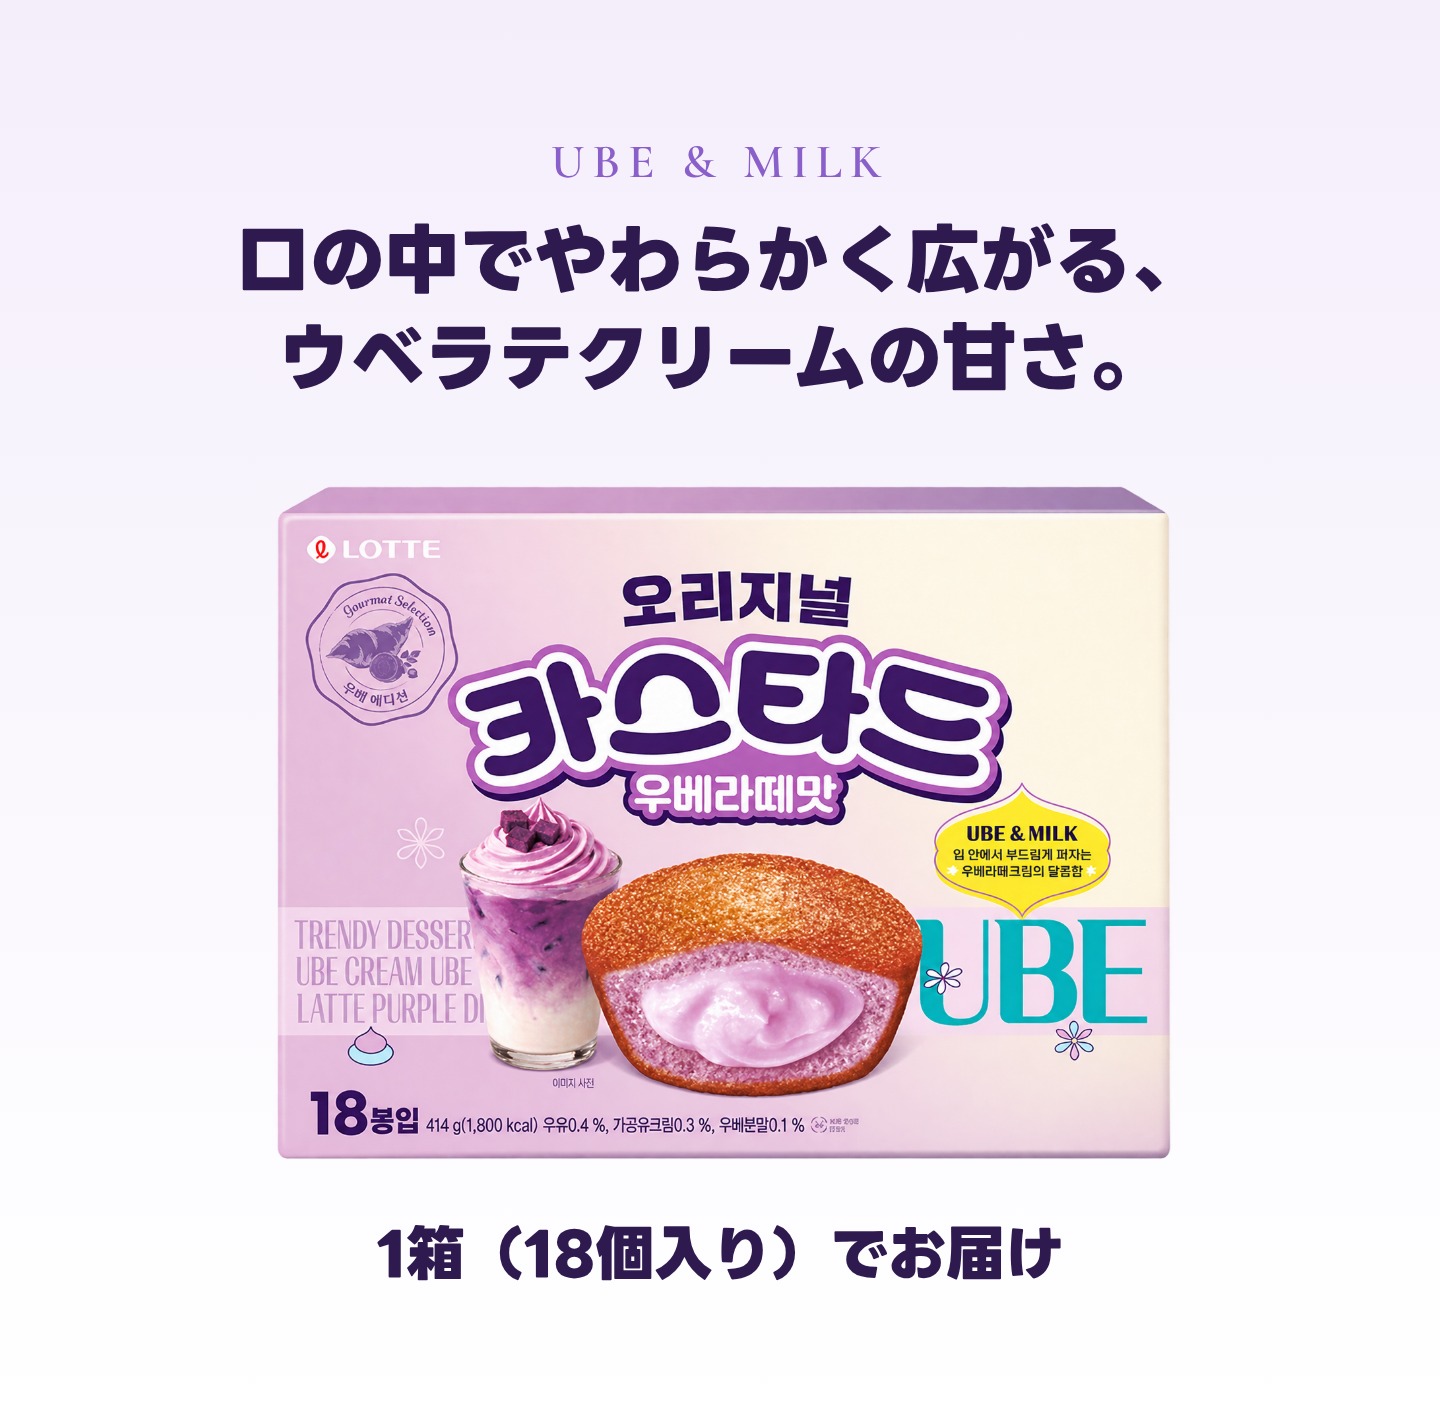 UBE & MILK
口の中でやわらかく広がる、
ウベラテクリームの甘さ。
LOTTE
Gourmat Selection
우베 에디션
오리지널
카스타드
우베라떼맛
UBE & MILK
입 안에서 부드럽게 퍼지는
우베라떼크림의 달콤함
TRENDY DESSER
UBE CREAM UBE
LATTE PURPLE D
UBE
이미지 사전
18봉입 414 g(1,800 kcal) 우유0.4 %, 가공유크림0.3 %, 우베분말0.1 %
1箱（18個入り）でお届け